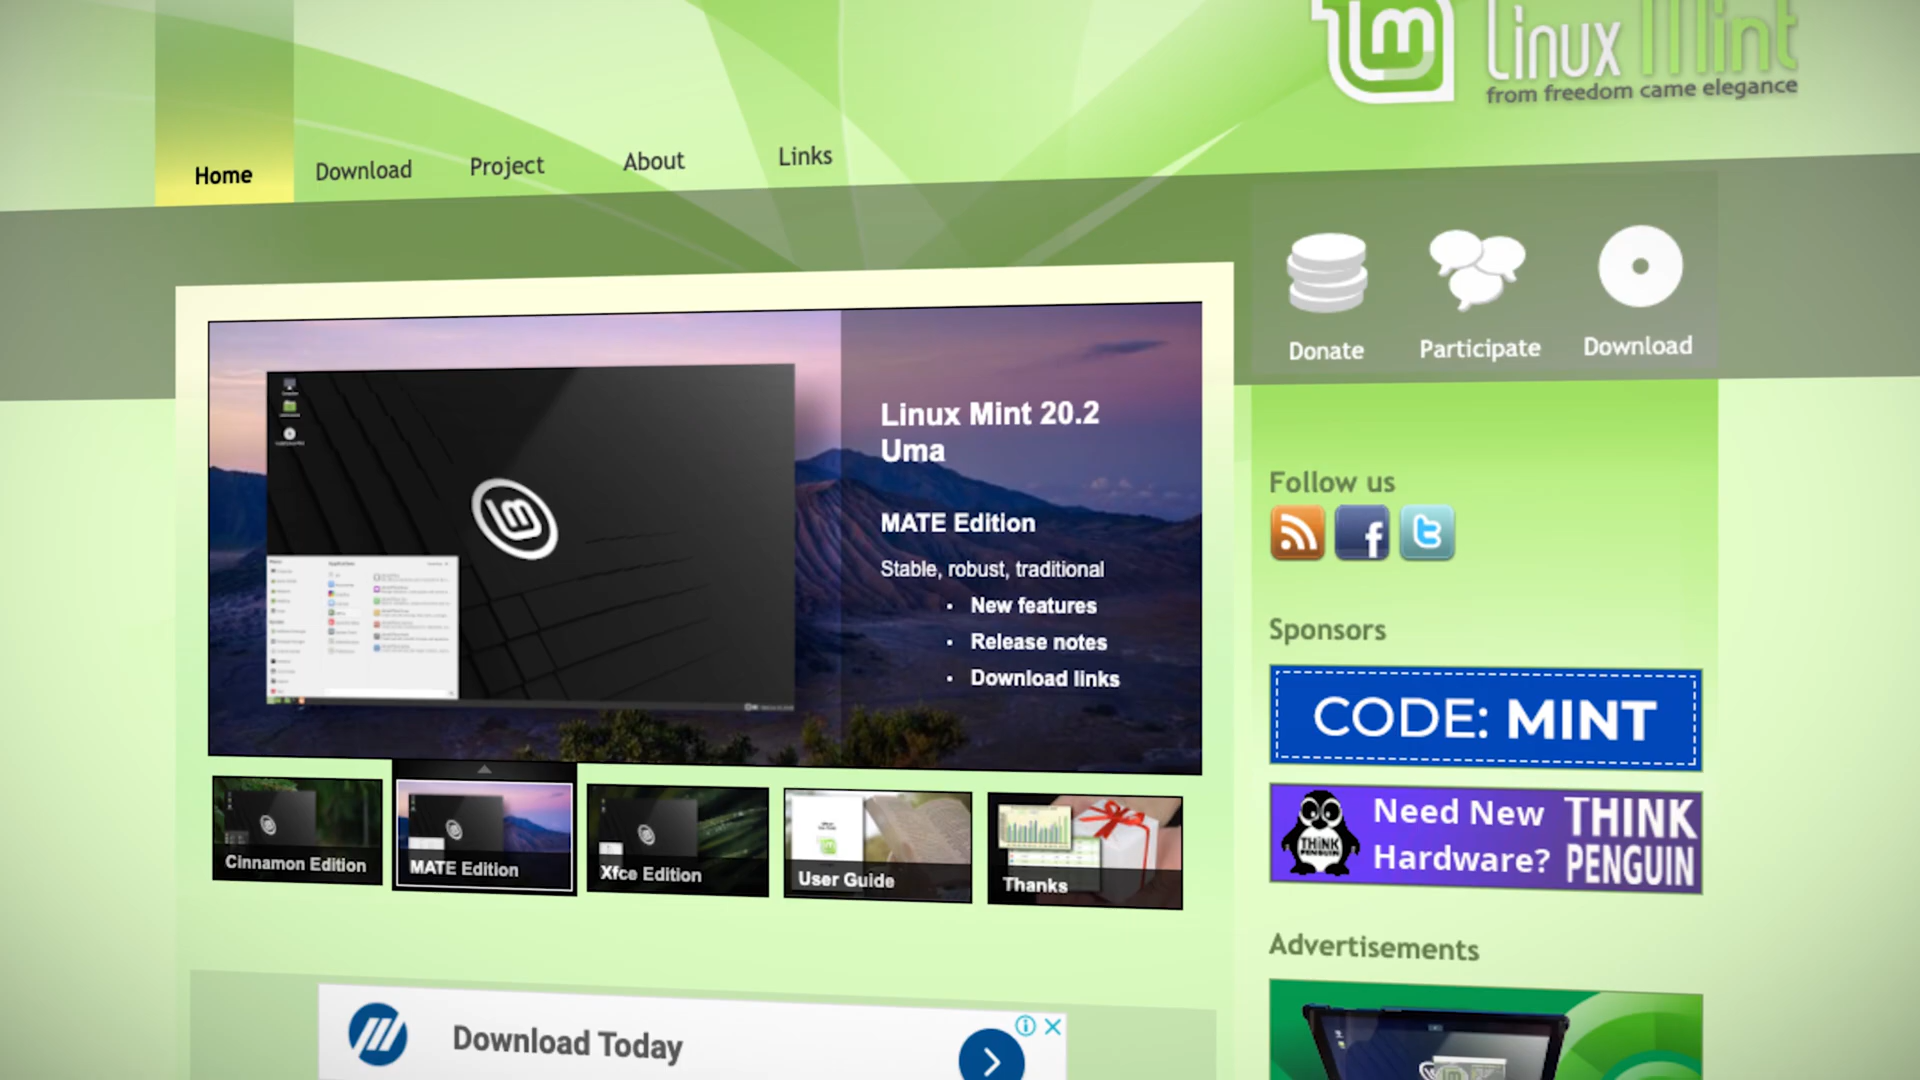 Linux Mint
from freedom came elegance
Home
Download
Project
About
Links
Donate
Participate
Download
Linux Mint 20.2
Uma
MATE Edition
Stable, robust, traditional
• New features
• Release notes
• Download links
Cinnamon Edition
MATE Edition
Xfce Edition
User Guide
Thanks
Follow us
Sponsors
CODE: MINT
THiNK
PENGUIN
Need New
Hardware?
THINK
PENGUIN
Advertisements
Download Today